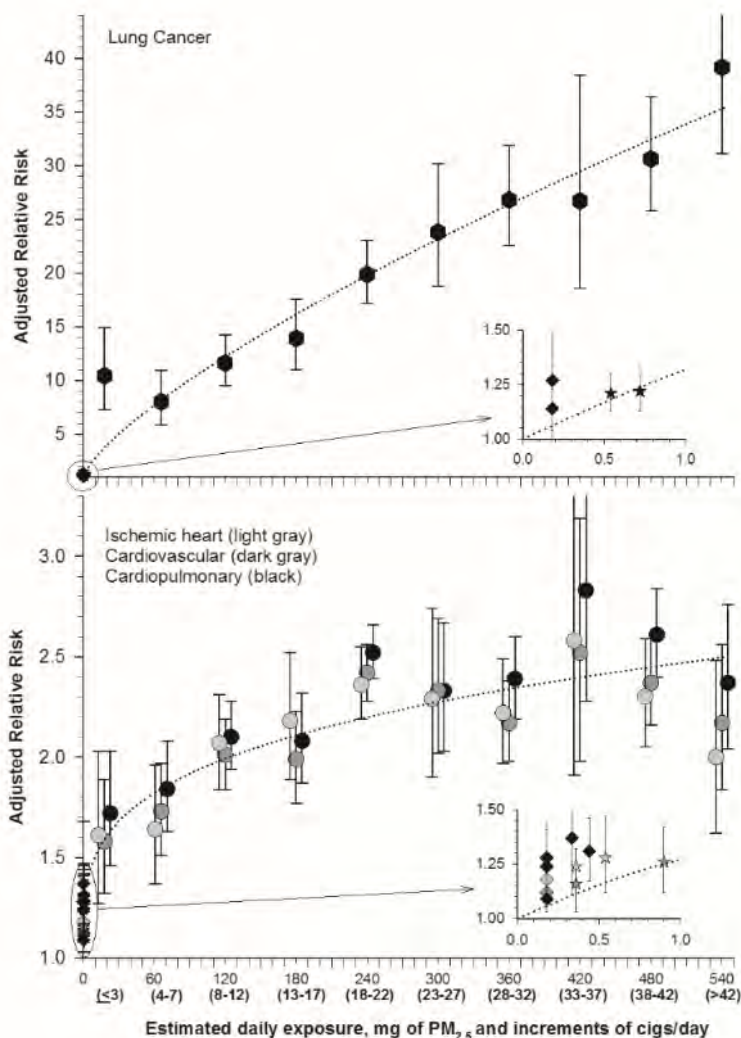 Lung Cancer
Adjusted Relative Risk
40
35
30
25
20
15
10
5
1.50
1.25
1.00
0.0 0.5 1.0
Ischemic heart (light gray)
Cardiovascular (dark gray)
Cardiopulmonary (black)
Adjusted Relative Risk
3.0
2.5
2.0
1.5
1.0
1.50
1.25
1.00
0.0 0.5 1.0
0 60 120 180 240 300 360 420 480 540
(≤3) (4-7) (8-12) (13-17) (18-22) (23-27) (28-32) (33-37) (38-42) (>42)
Estimated daily exposure, mg of PM2.5 and increments of cigs/day